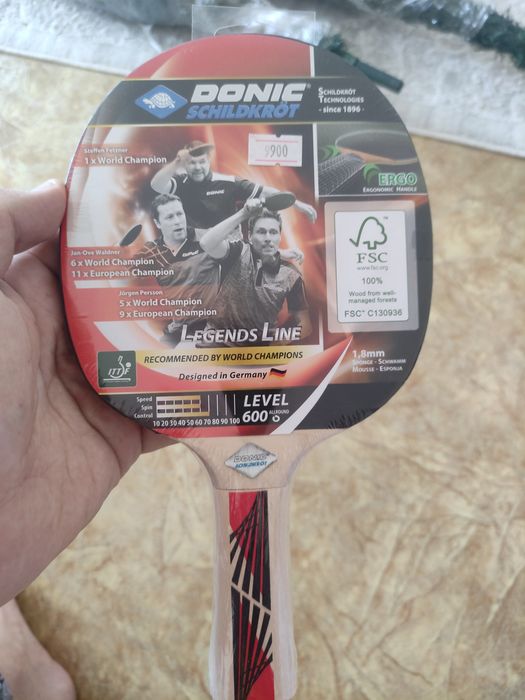 DONIC
SCHILDKRÖT
SCHILDKRÖT
TECHNOLOGIES
- since 1896 -
9900
Steffen Fetzner
1 x World Champion
DONIC
ERGO
ERGONOMIC HANDLE
FSC
www.fsc.org
100%
Wood from well-
managed forests
FSC® C130936
Jan-Ove Waldner
6 x World Champion
11 x European Champion
Jörgen Persson
5 x World Champion
9 x European Champion
LEGENDS LINE
RECOMMENDED BY WORLD CHAMPIONS
Designed in Germany
1,8mm
SPONGE - SCHWAMM
MOUSSE - ESPONJA
ITTF
Speed
Spin
Control
10 20 30 40 50 60 70 80 90 100
LEVEL
600 ALLROUND
DONIC
SCHILDKRÖT